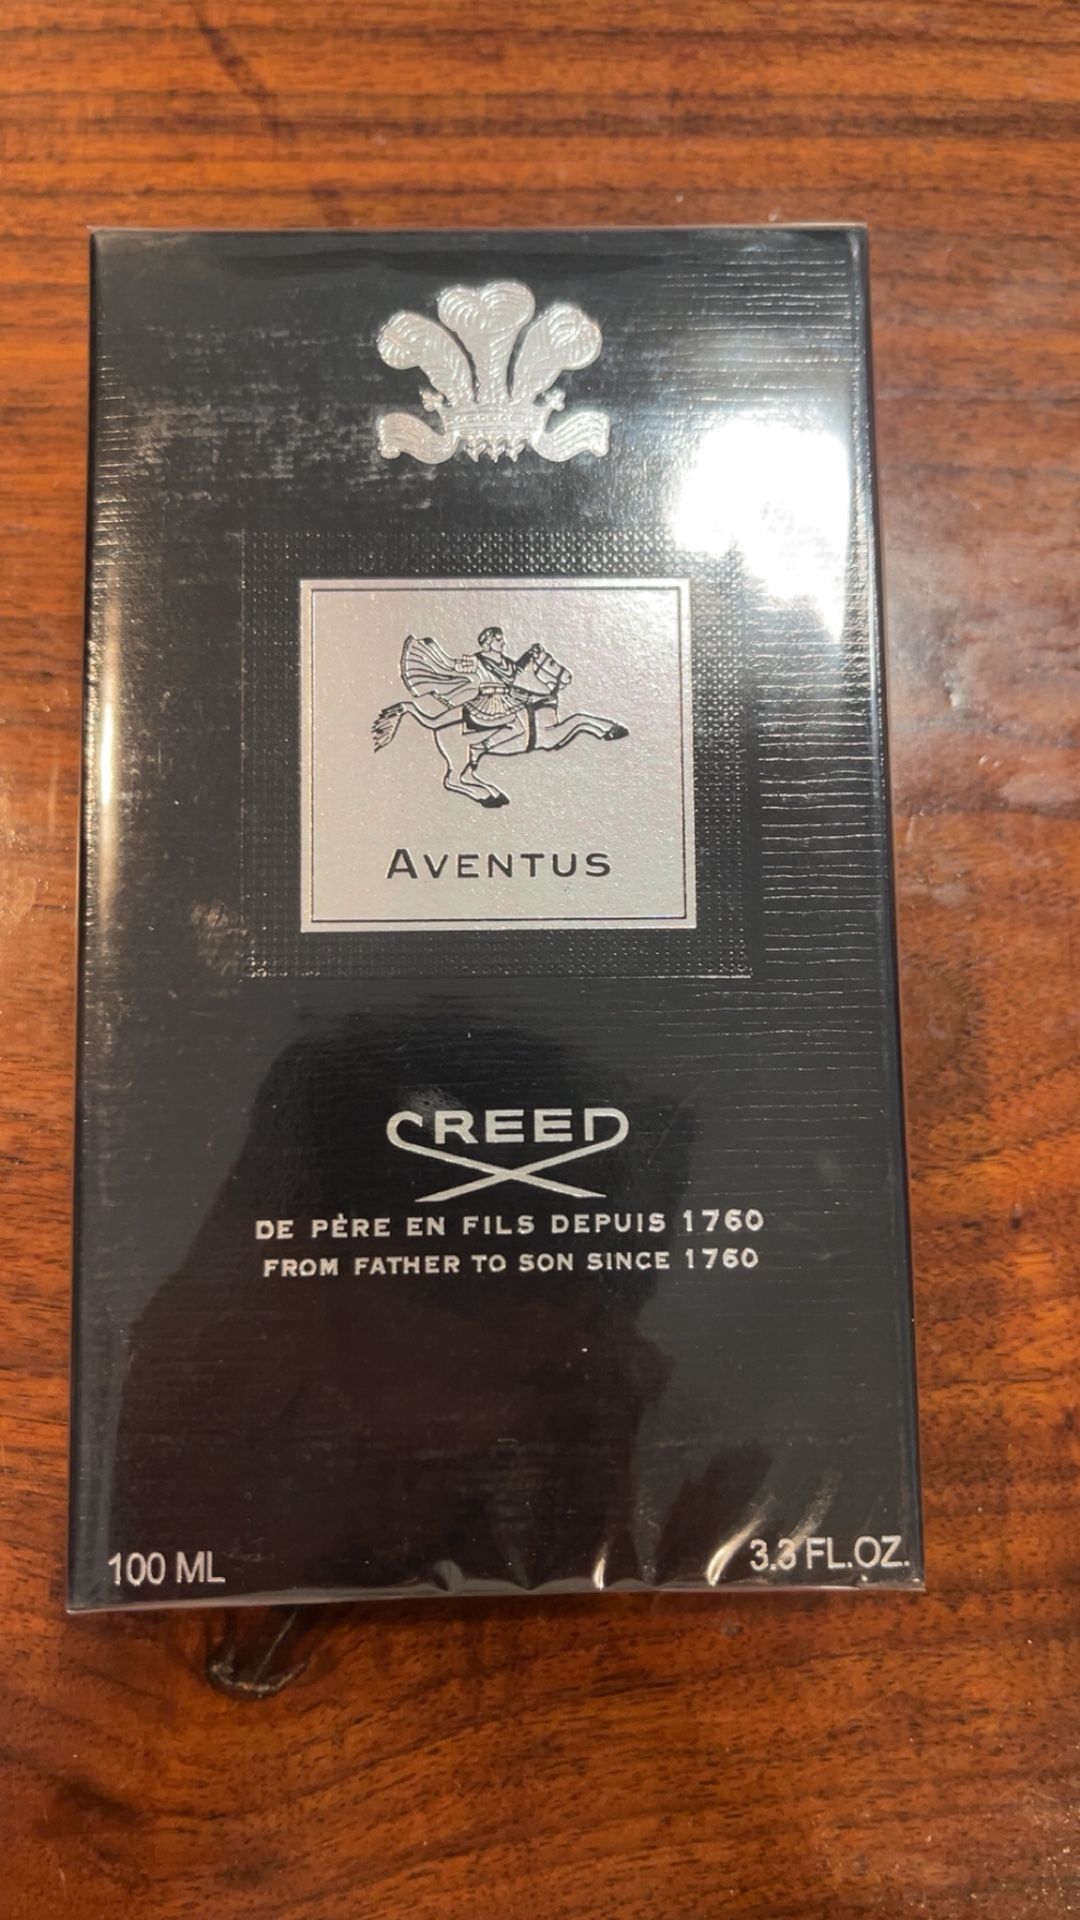 AVENTUS
CREED
DE PÈRE EN FILS DEPUIS 1760
FROM FATHER TO SON SINCE 1760
100 ML
3.3 FL.OZ.